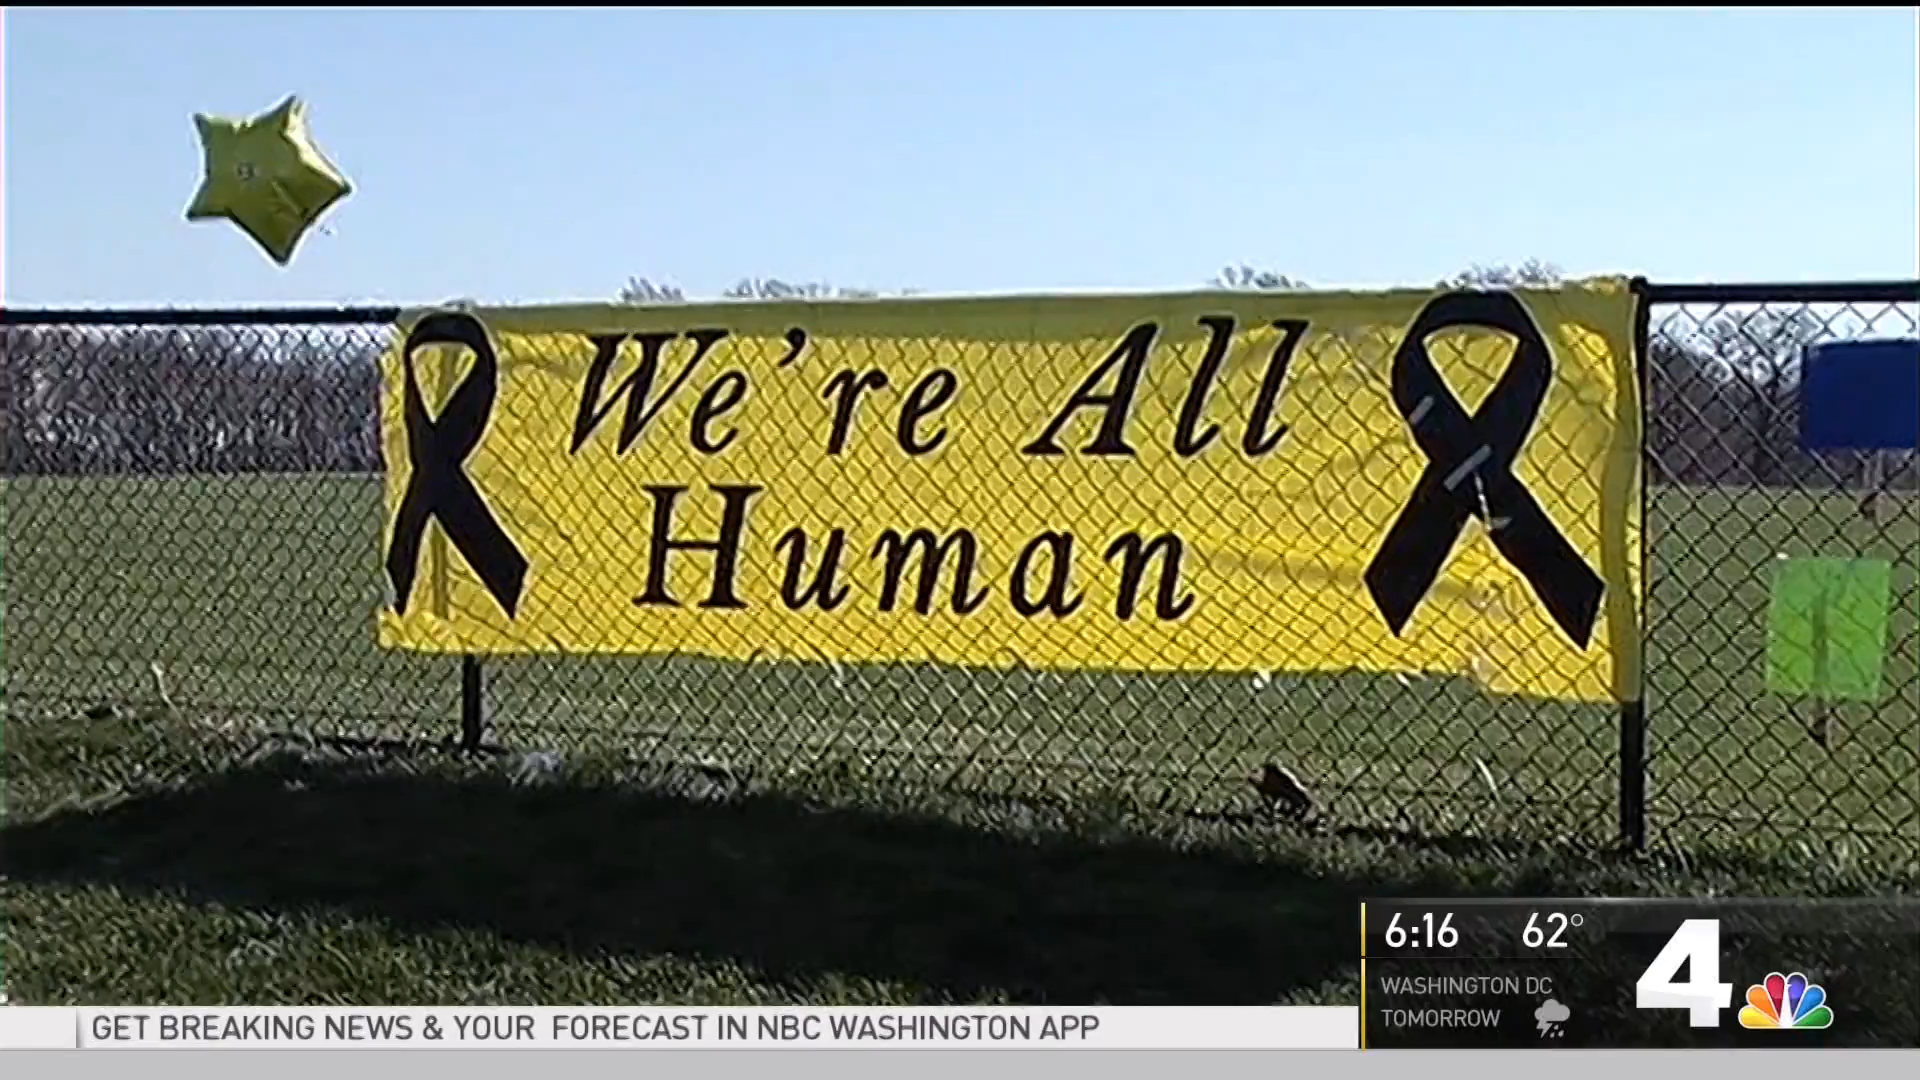 We're All
Human
6:16 62°
WASHINGTON DC
TOMORROW
4
GET BREAKING NEWS & YOUR FORECAST IN NBC WASHINGTON APP